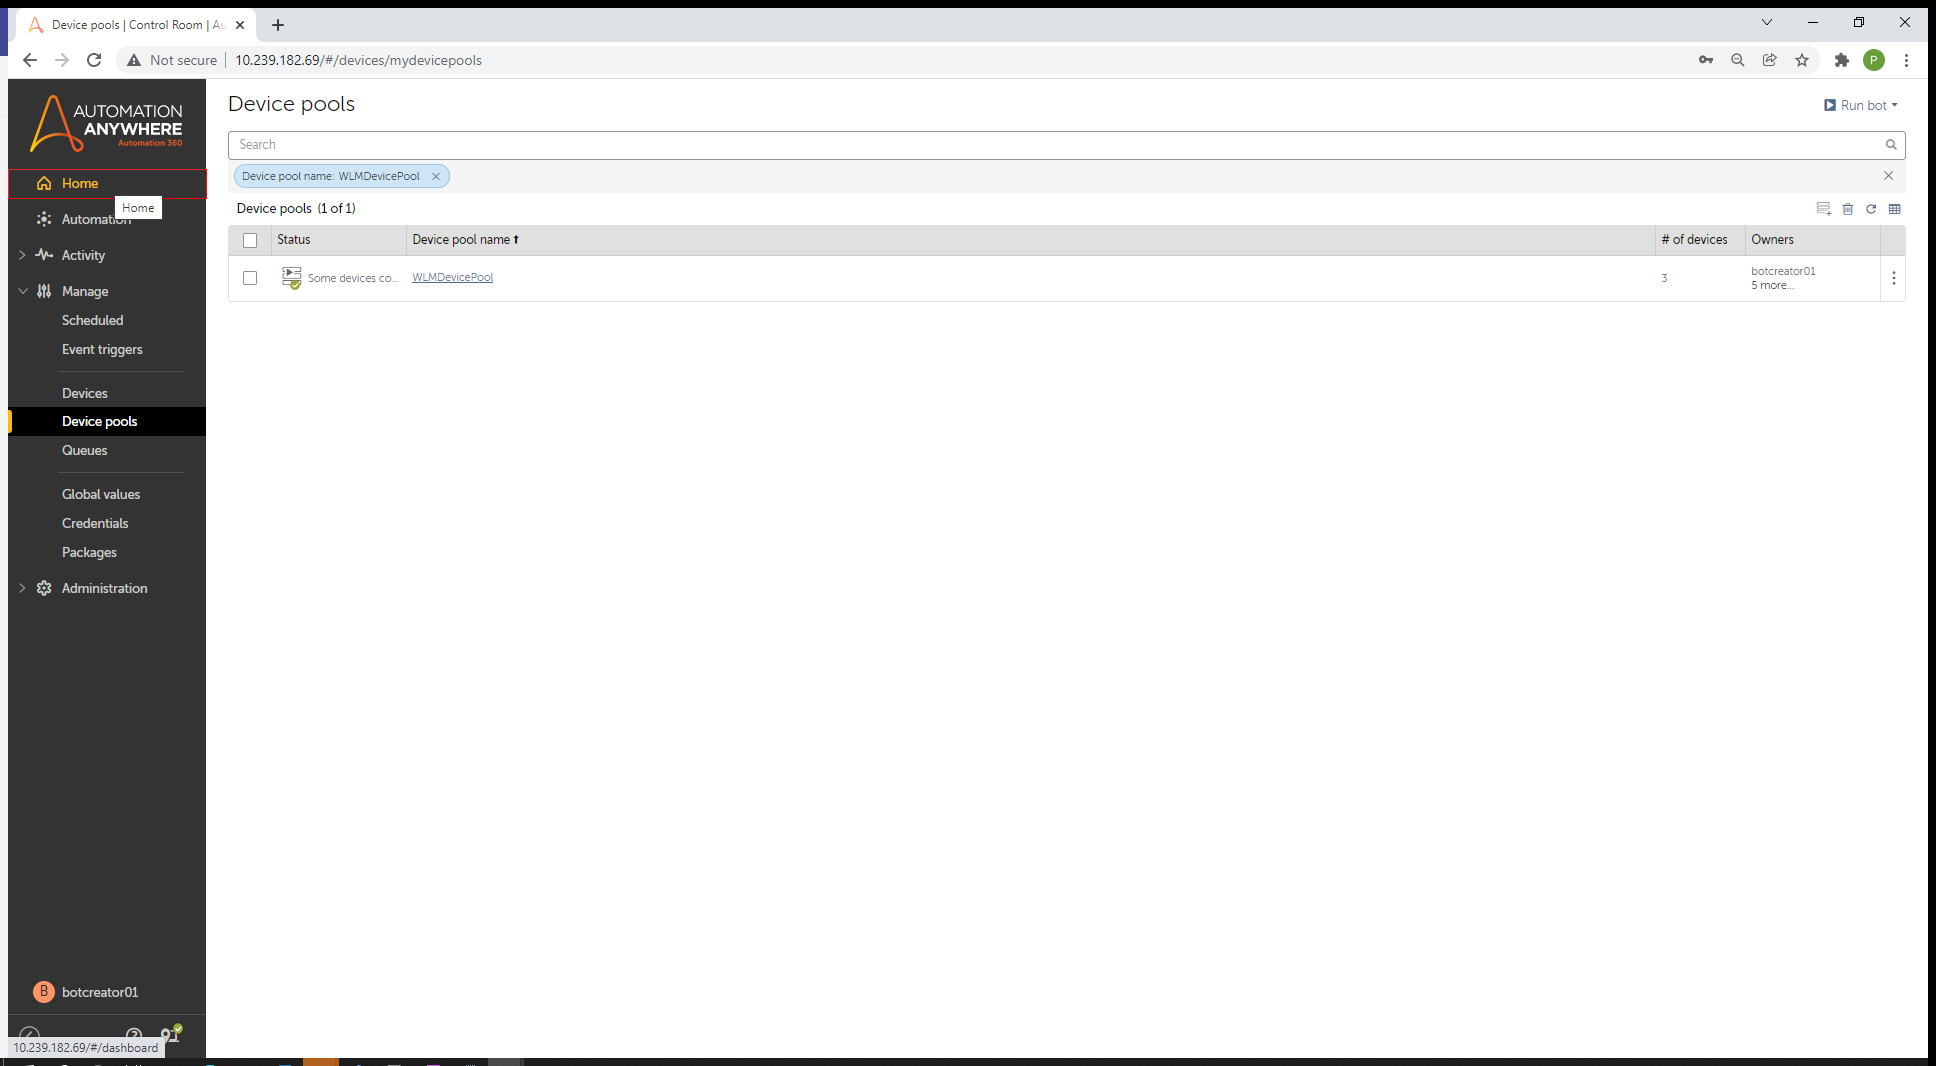 Device pools | Control Room | Au
Not secure
10.239.182.69/#/devices/mydevicepools
P
AUTOMATION
ANYWHERE
Automation 360
Home
Home
Automation
Activity
Manage
Scheduled
Event triggers
Devices
Device pools
Queues
Global values
Credentials
Packages
Administration
B botcreator01
10.239.182.69/#/dashboard
Device pools
Run bot
Search
Device pool name: WLMDevicePool
Device pools (1 of 1)
Status Device pool name # of devices Owners
Some devices co... WLMDevicePool 3 botcreator01
5 more...